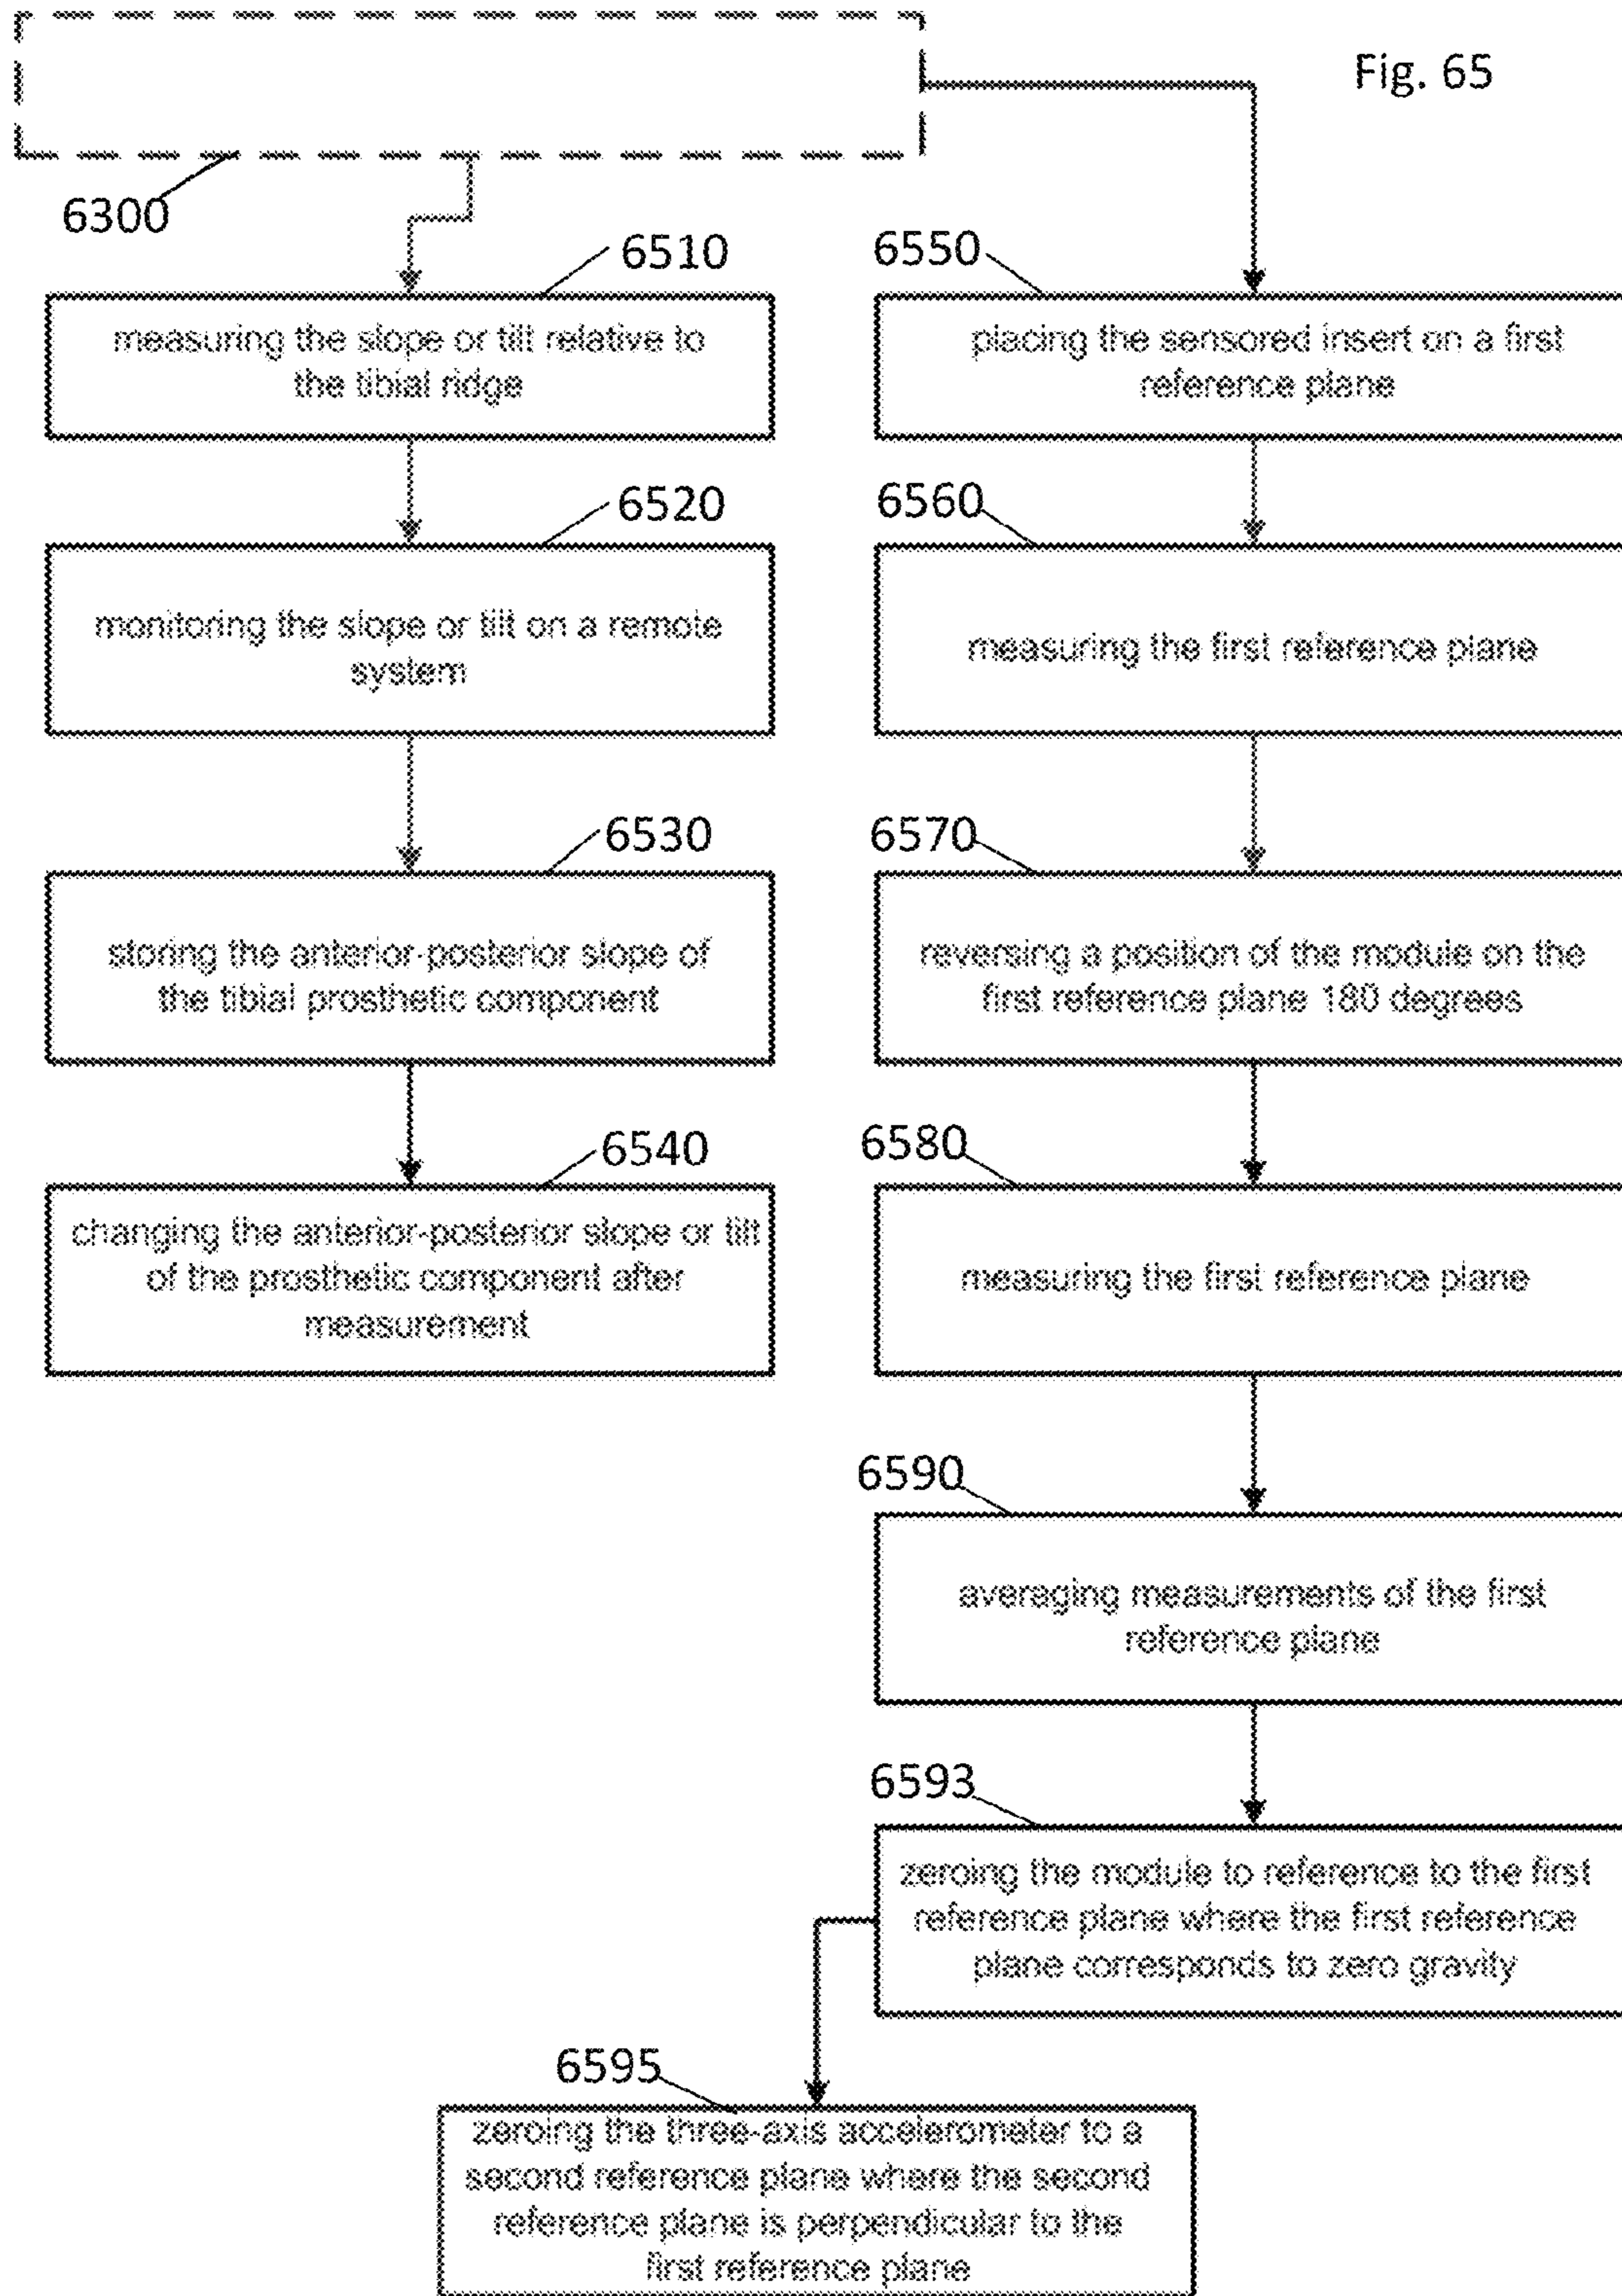 Fig. 65
6300
6510
measuring the slope or tilt relative to
the tibial ridge
6520
monitoring the slope or tilt on a remote
system
6530
storing the anterior-posterior slope of
the tibial prosthetic component
6540
changing the anterior-posterior slope or tilt
of the prosthetic component after
measurement
6550
placing the sensored insert on a first
reference plane
6560
measuring the first reference plane
6570
reversing a position of the module on the
first reference plane 180 degrees
6580
measuring the first reference plane
6590
averaging measurements of the first
reference plane
6593
zeroing the module to reference to the first
reference plane where the first reference
plane corresponds to zero gravity
6595
zeroing the three-axis accelerometer to a
second reference plane where the second
reference plane is perpendicular to the
first reference plane